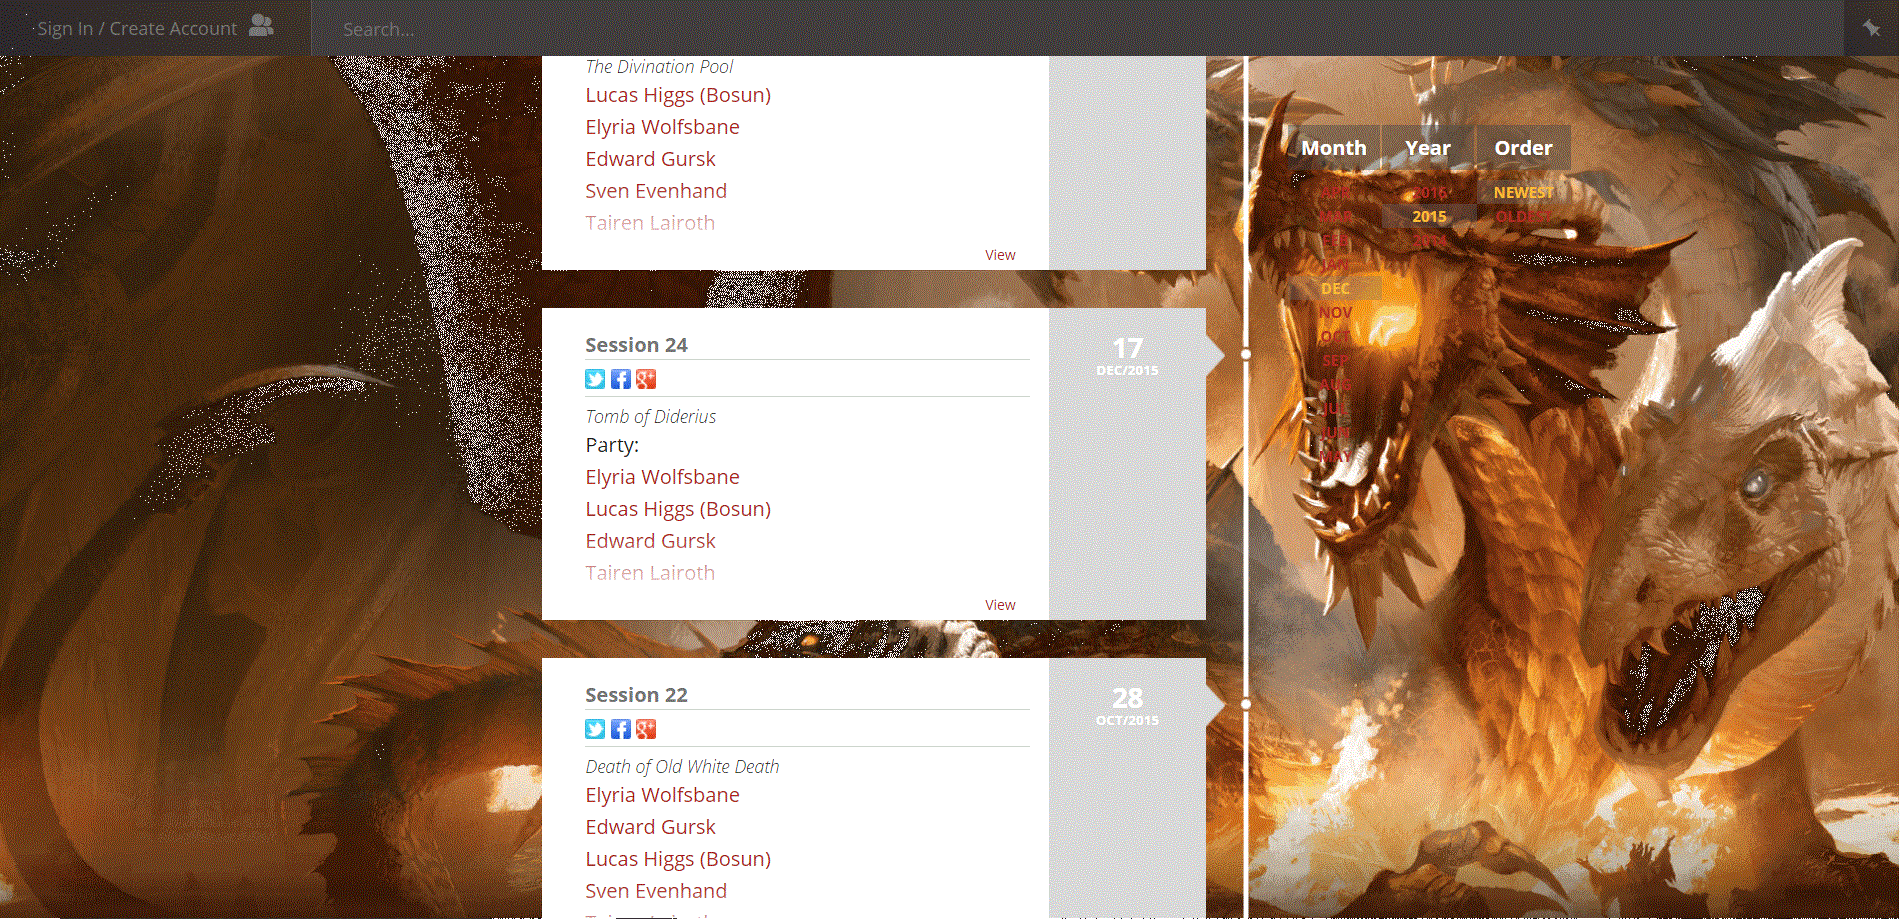 Sign In / Create Account
Search...
The Divination Pool
Lucas Higgs (Bosun)
Elyria Wolfsbane
Edward Gursk
Sven Evenhand
Tairen Lairoth
View
Session 24
17
DEC/2015
Tomb of Diderius
Party:
Elyria Wolfsbane
Lucas Higgs (Bosun)
Edward Gursk
Tairen Lairoth
View
Session 22
28
OCT/2015
Death of Old White Death
Elyria Wolfsbane
Edward Gursk
Lucas Higgs (Bosun)
Sven Evenhand
Month Year Order
APR 2016 NEWEST
MAR 2015 OLDEST
FEB
JAN
DEC
NOV
OCT
SEP
AUG
JUL
JUN
MAY